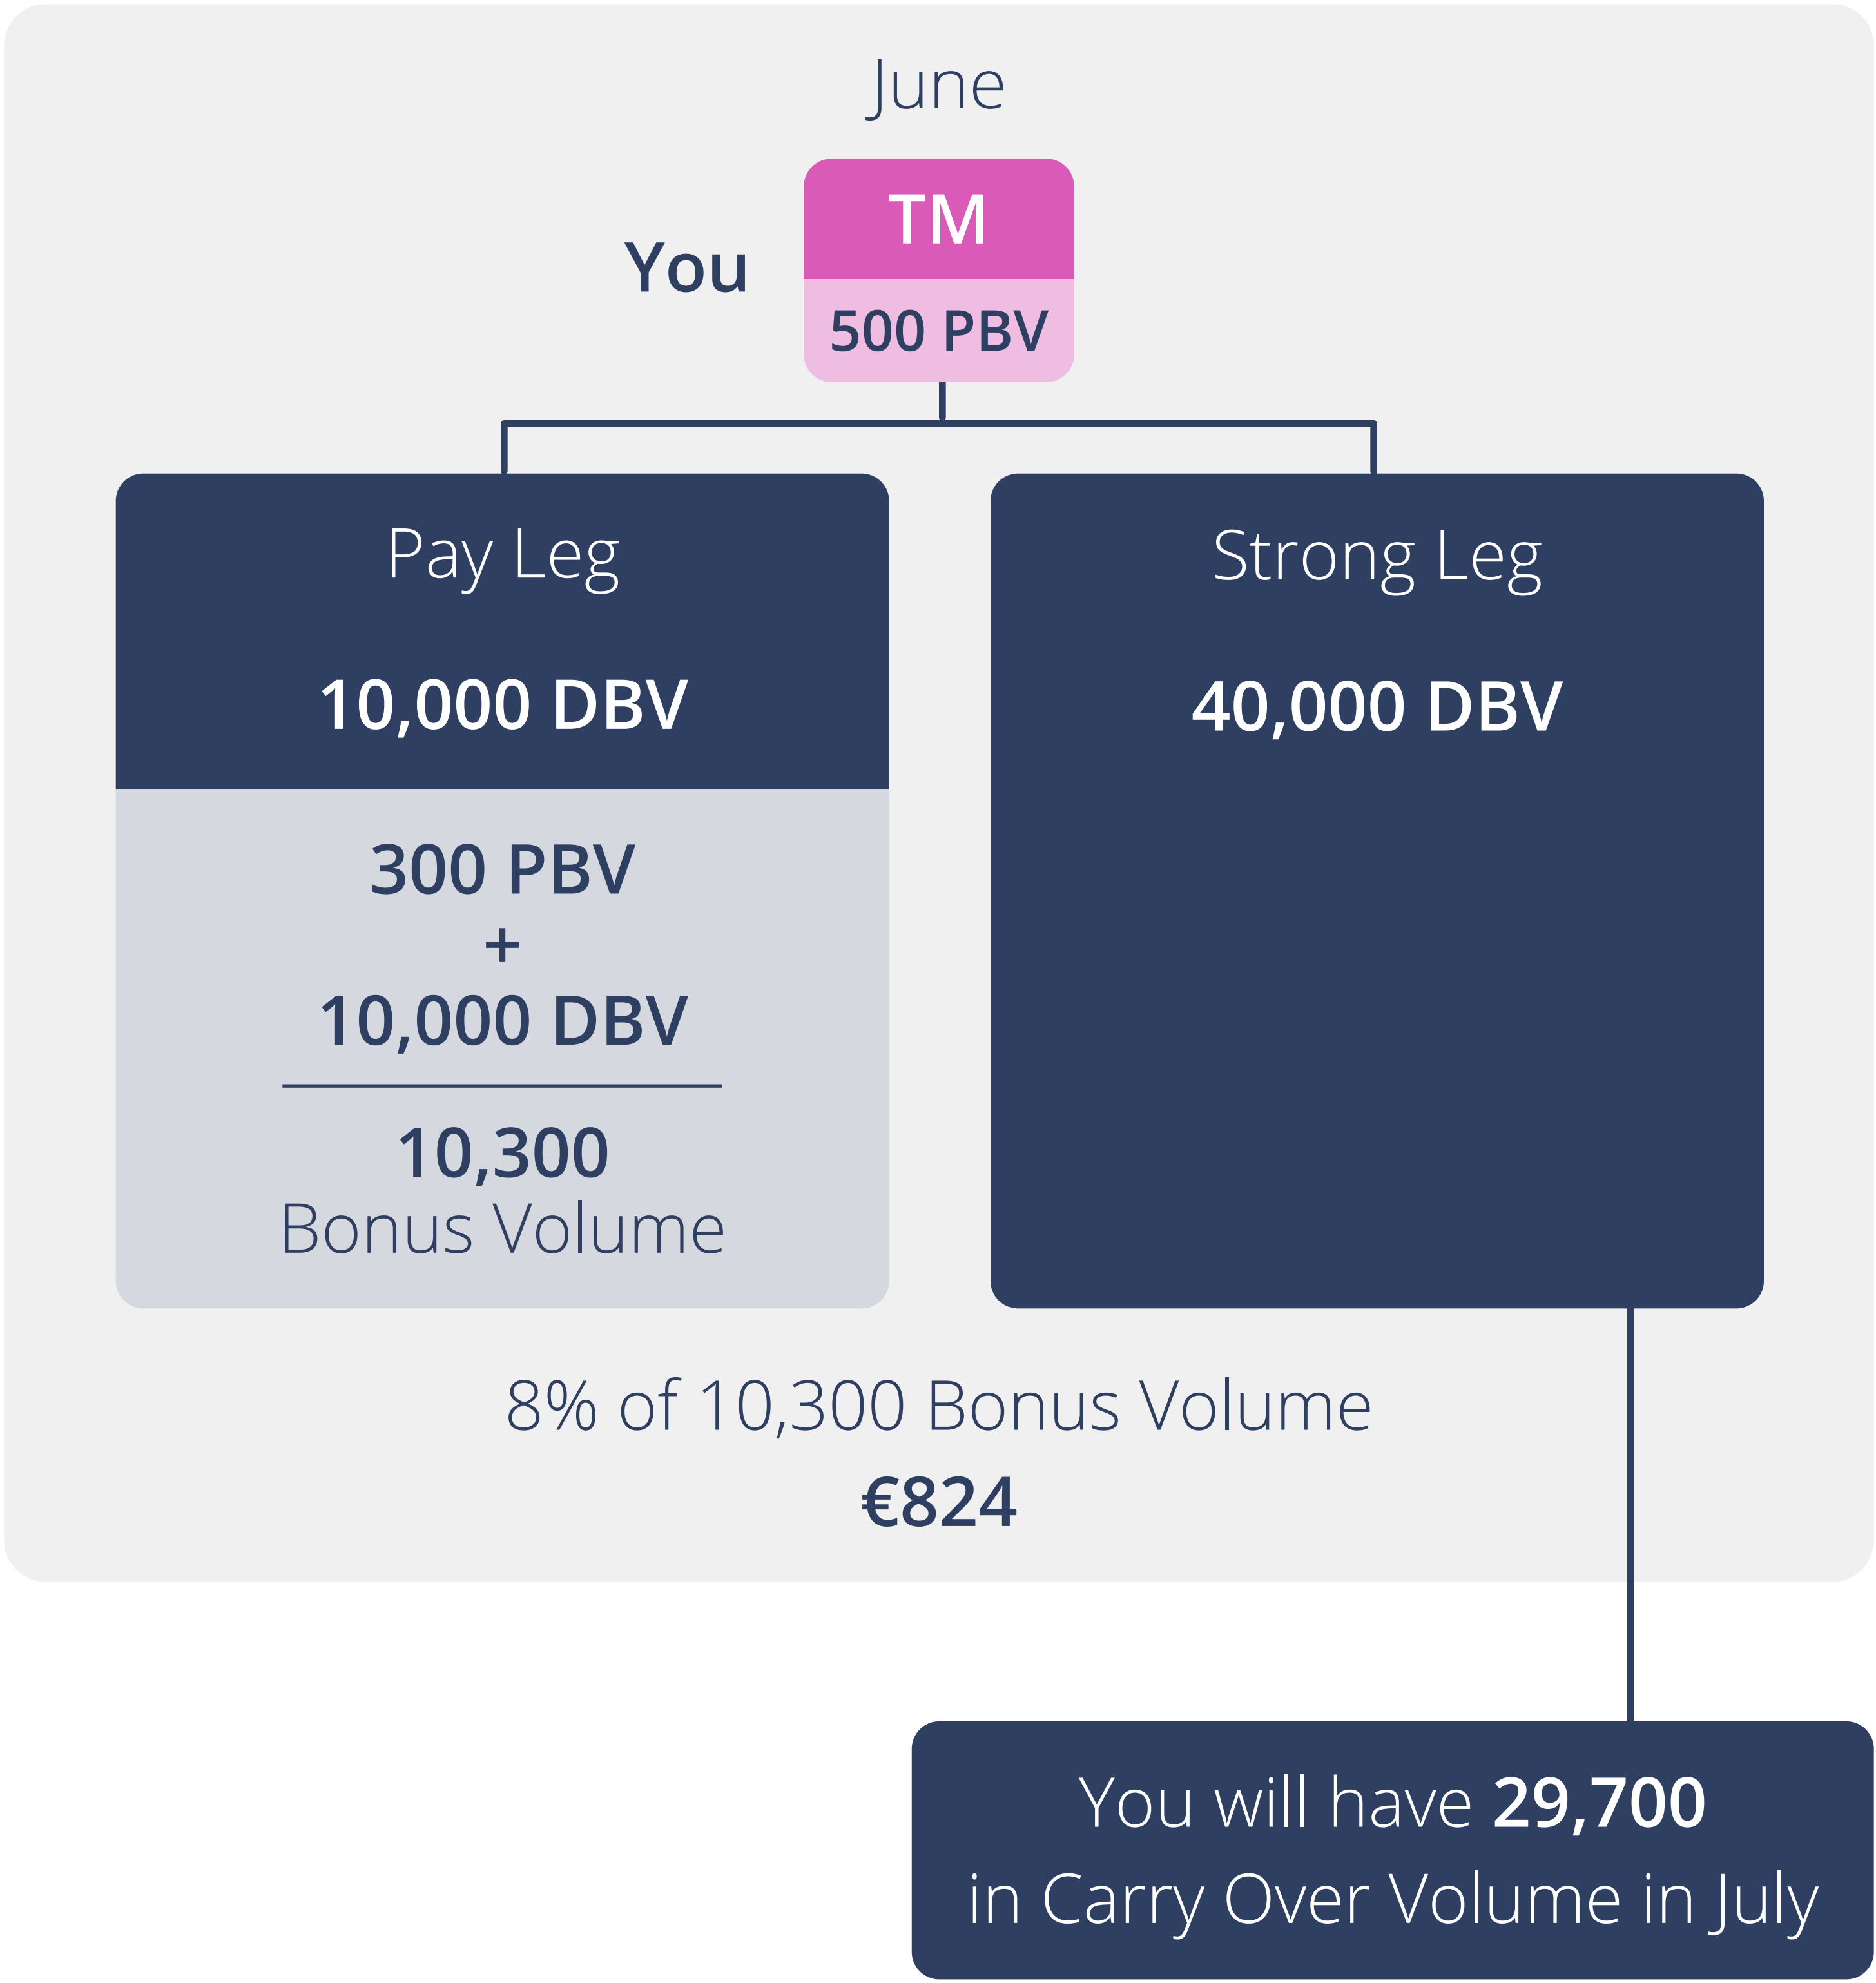 June
TM
You
500 PBV
Pay Leg
10,000 DBV
300 PBV
+
10,000 DBV
10,300
Bonus Volume
Strong Leg
40,000 DBV
8% of 10,300 Bonus Volume
€824
You will have 29,700
in Carry Over Volume in July